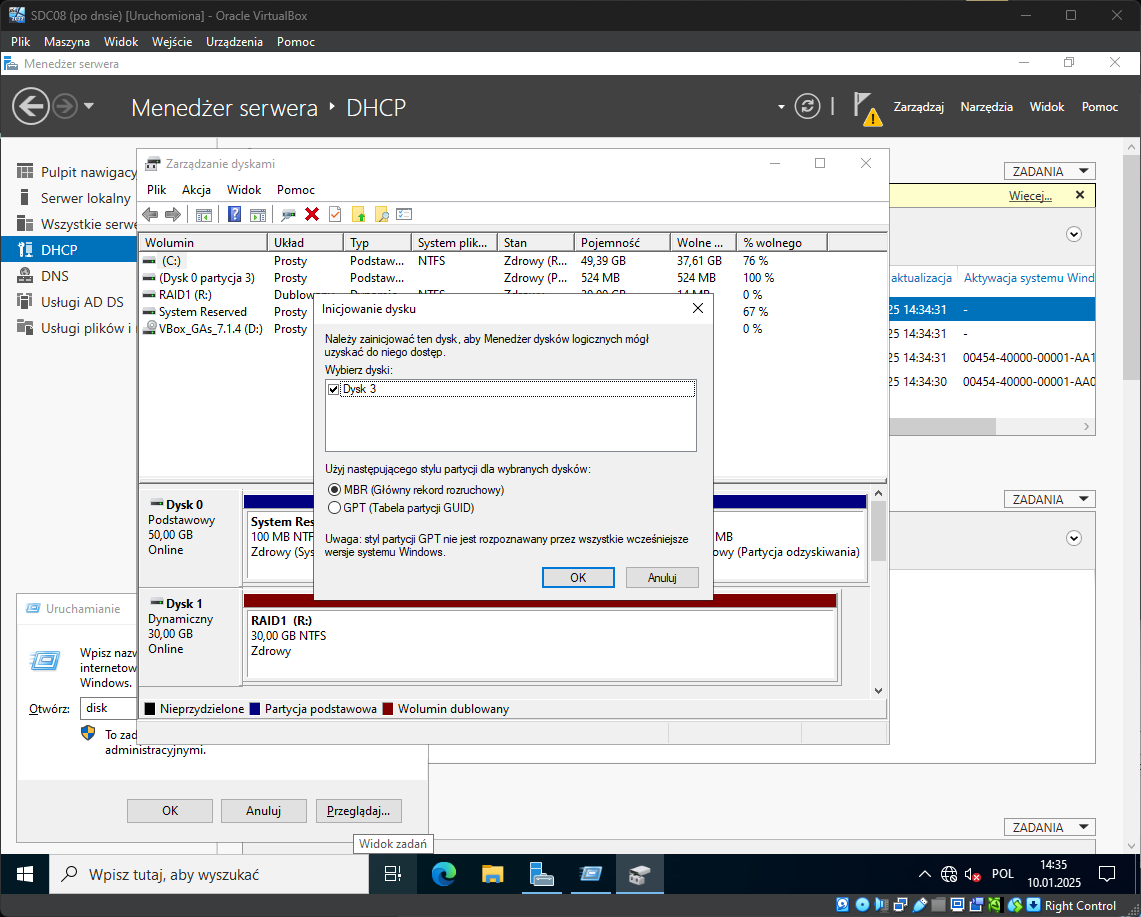 SDC08 (po dnsie) [Uruchomiona] - Oracle VirtualBox
Plik Maszyna Widok Wejście Urządzenia Pomoc
Menedżer serwera
Menedżer serwera DHCP
Zarządzaj Narzędzia Widok Pomoc
Pulpit nawigacy
Serwer lokalny
Wszystkie serwe
DHCP
DNS
Usługi AD DS
Usługi plików i
ZADANIA
Więcej...
aktualizacja Aktywacja systemu Wind
25 14:34:31 -
25 14:34:31 -
25 14:34:31 00454-40000-00001-AA1
25 14:34:30 00454-40000-00001-AA0
ZADANIA
ZADANIA
Zarządzanie dyskami
Plik Akcja Widok Pomoc
Wolumin Układ Typ System plik... Stan Pojemność Wolne ... % wolnego
(C:) Prosty Podstaw... NTFS Zdrowy (R... 49,39 GB 37,61 GB 76 %
(Dysk 0 partycja 3) Prosty Podstaw... Zdrowy (P... 524 MB 524 MB 100 %
RAID1 (R:) Dublowany 0 %
System Reserved Prosty 67 %
VBox_GAs_7.1.4 (D:) Prosty 0 %
Inicjowanie dysku
Należy zainicjować ten dysk, aby Menedżer dysków logicznych mógł
uzyskać do niego dostęp.
Wybierz dyski:
Dysk 3
Użyj następującego stylu partycji dla wybranych dysków:
MBR (Główny rekord rozruchowy)
GPT (Tabela partycji GUID)
Uwaga: styl partycji GPT nie jest rozpoznawany przez wszystkie wcześniejsze
wersje systemu Windows.
OK Anuluj
Dysk 0
Podstawowy
50,00 GB
Online
System Res
100 MB NTF
Zdrowy (Sys
MB
owy (Partycja odzyskiwania)
Dysk 1
Dynamiczny
30,00 GB
Online
RAID1 (R:)
30,00 GB NTFS
Zdrowy
Nieprzydzielone Partycja podstawowa Wolumin dublowany
Uruchamianie
Wpisz nazw
internetow
Windows.
Otwórz: disk
To zad
administracyjnymi.
OK Anuluj Przeglądaj...
Widok zadań
Wpisz tutaj, aby wyszukać
POL
14:35
10.01.2025
Right Control